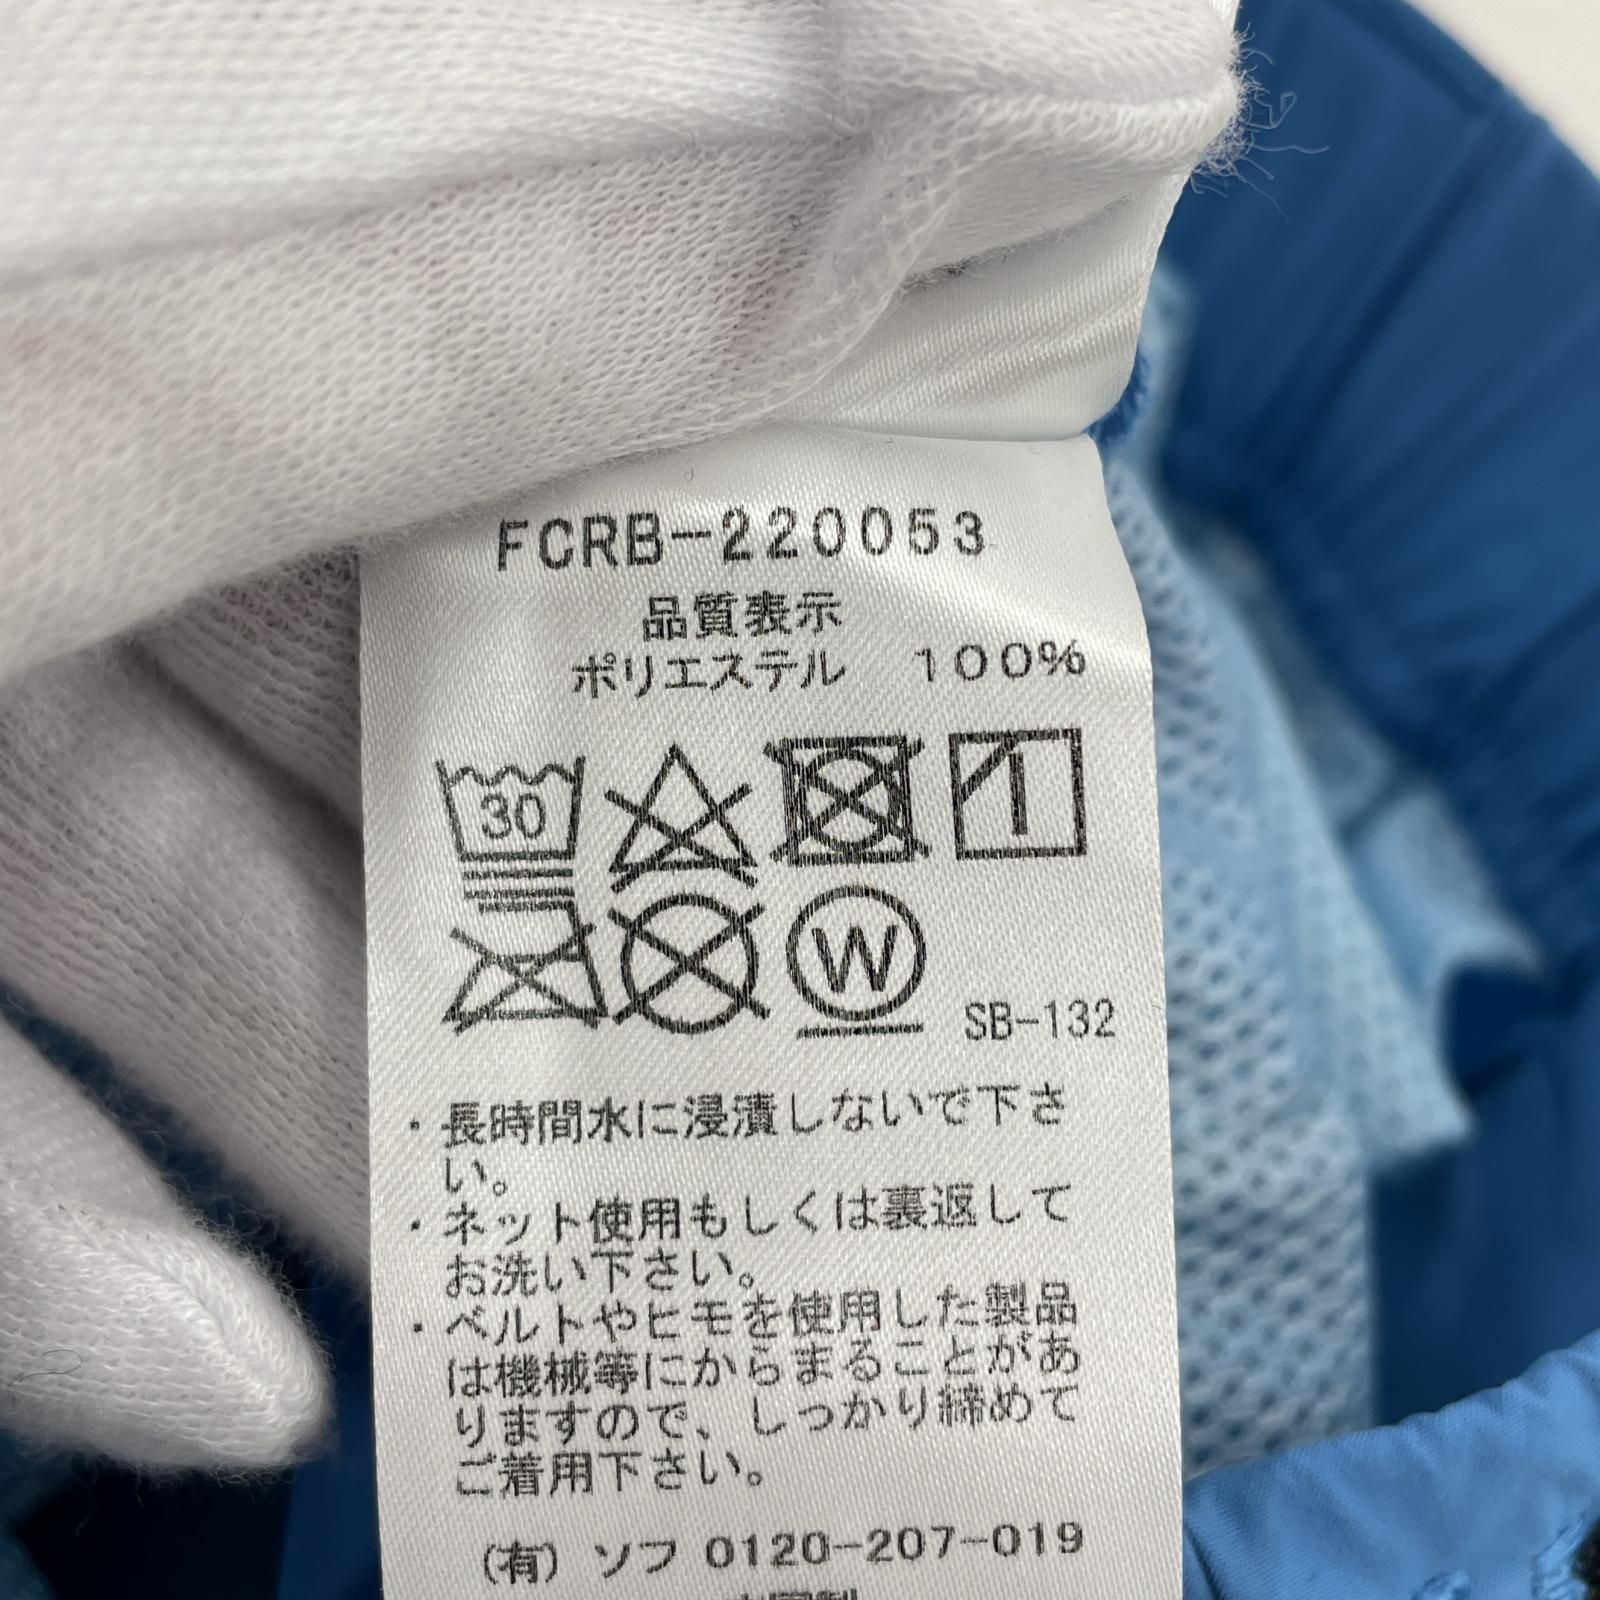 FCRB-220053
品質表示
ポリエステル　100%
30
W
SB-132
・長時間水に浸漬しないで下さ
い。
・ネット使用もしくは裏返して
お洗い下さい。
・ベルトやヒモを使用した製品
は機械等にからまることがあ
りますので、しっかり締めて
ご着用下さい。
(有) ソフ 0120-207-019